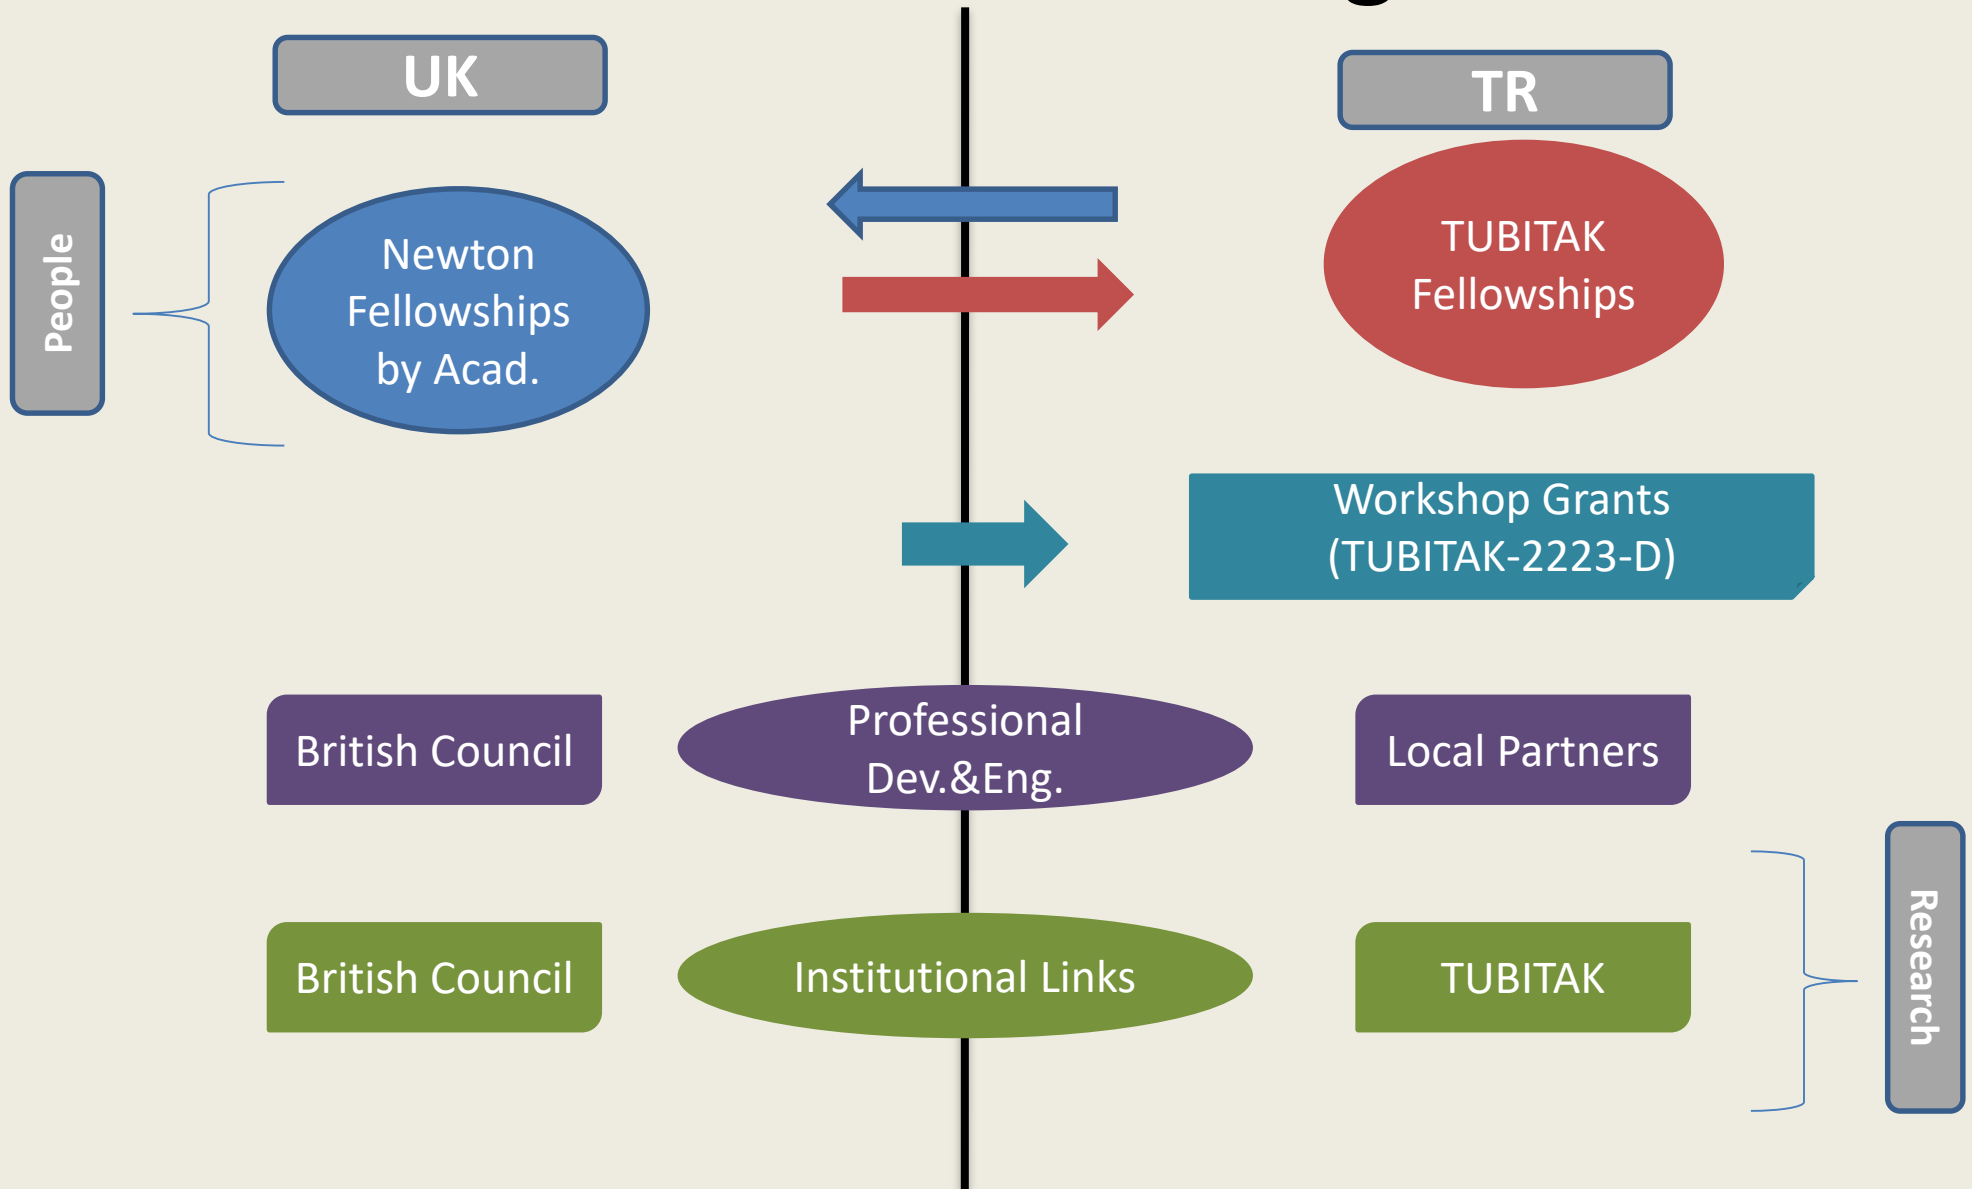 UK
TR
People
Newton
Fellowships
by Acad.
TUBITAK
Fellowships
Workshop Grants
(TUBITAK-2223-D)
British Council
Professional
Dev.&Eng.
Local Partners
British Council
Institutional Links
TUBITAK
Research